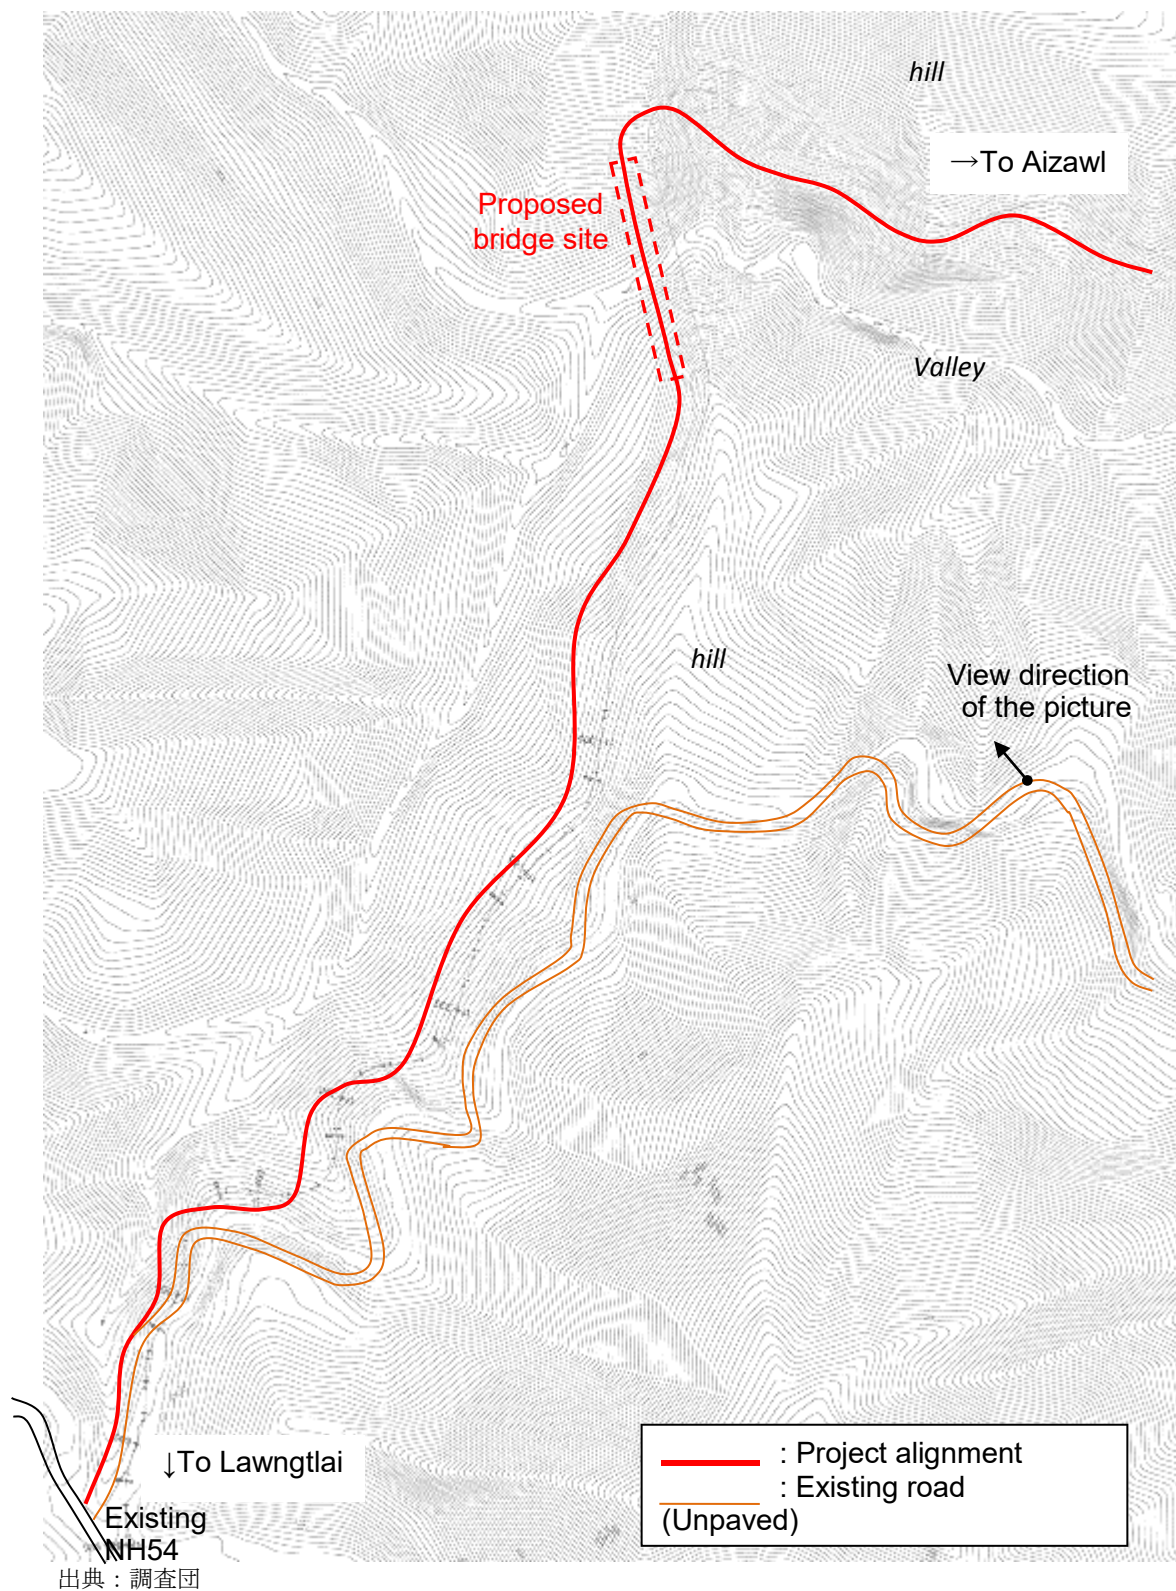 hill
→To Aizawl
Proposed
bridge site
Valley
hill
View direction
of the picture
↓To Lawngtlai
: Project alignment
: Existing road
(Unpaved)
Existing
NH54
出典：調査団